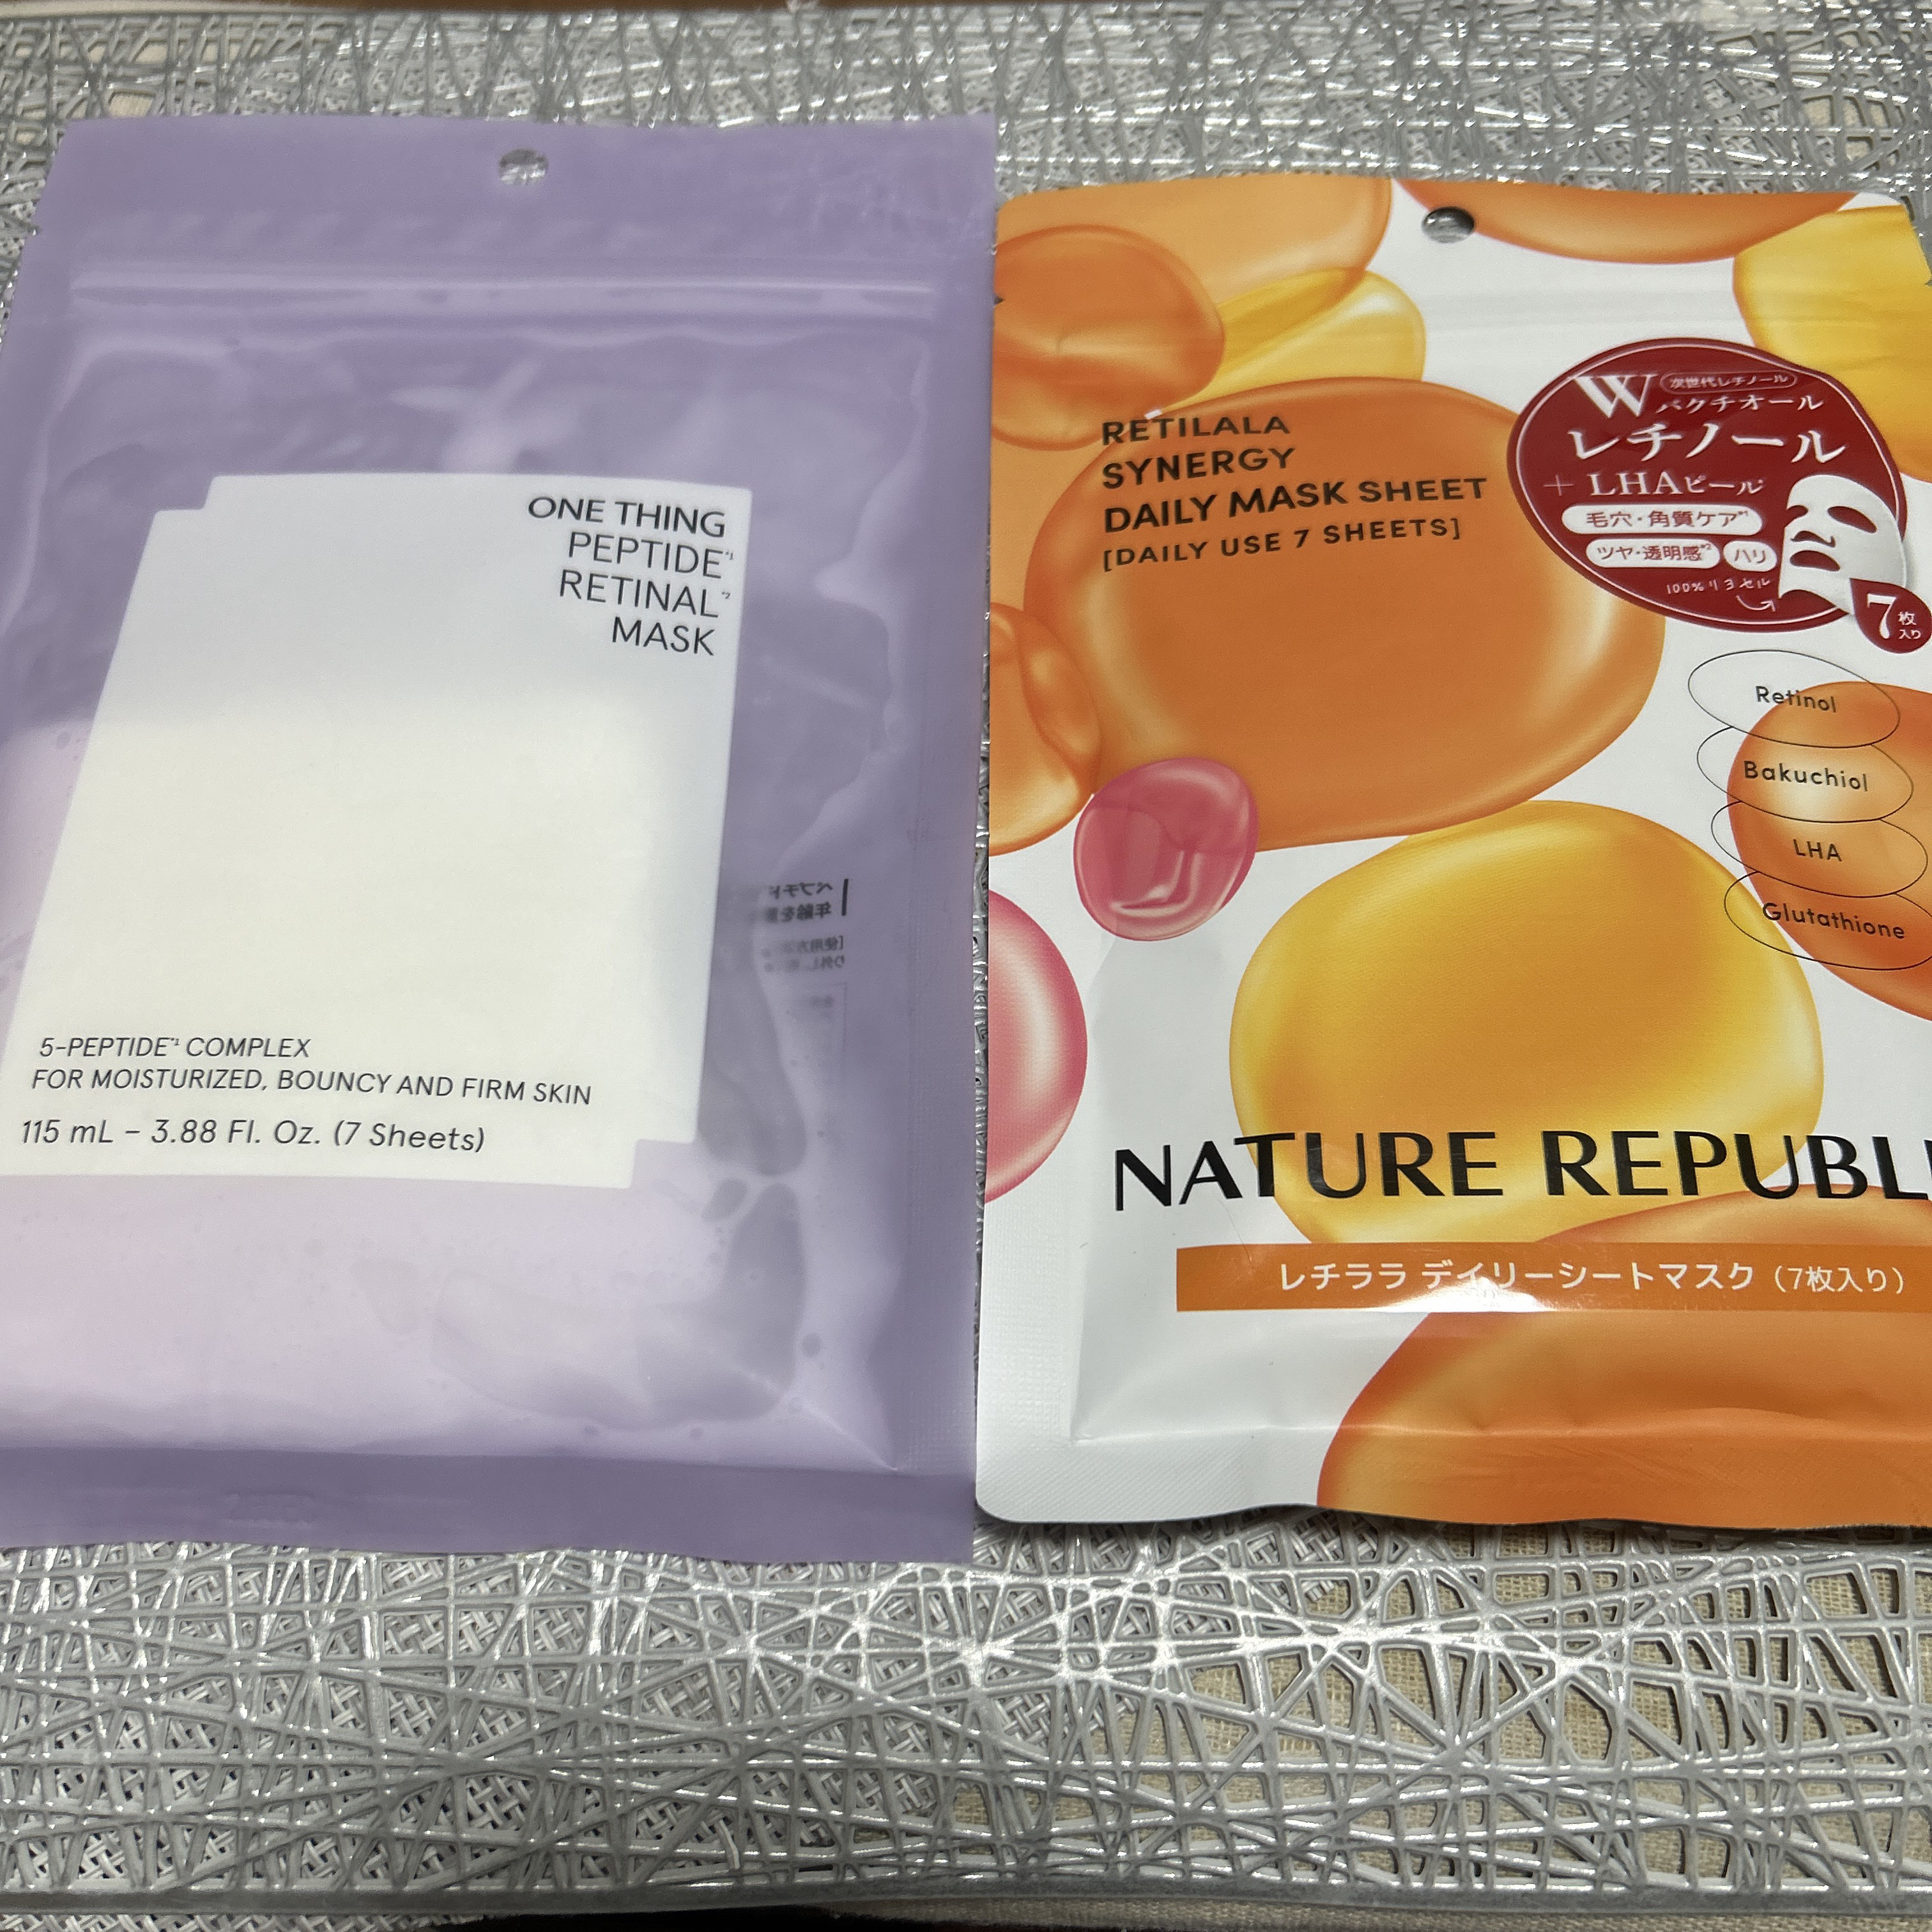 ONE THING
PEPTIDE*1
RETINAL*2
MASK
5-PEPTIDE*1 COMPLEX
FOR MOISTURIZED, BOUNCY AND FIRM SKIN
115 mL – 3.88 Fl. Oz. (7 Sheets)
RETILALA
SYNERGY
DAILY MASK SHEET
[DAILY USE 7 SHEETS]
W 次世代レチノール
バクチオール
レチノール
+ LHAピール
毛穴・角質ケア*1
ツヤ・透明感*2 ハリ
100%リヨセル
7枚入り
Retinol
Bakuchiol
LHA
Glutathione
NATURE REPUBLI
レチララ デイリーシートマスク（7枚入り）